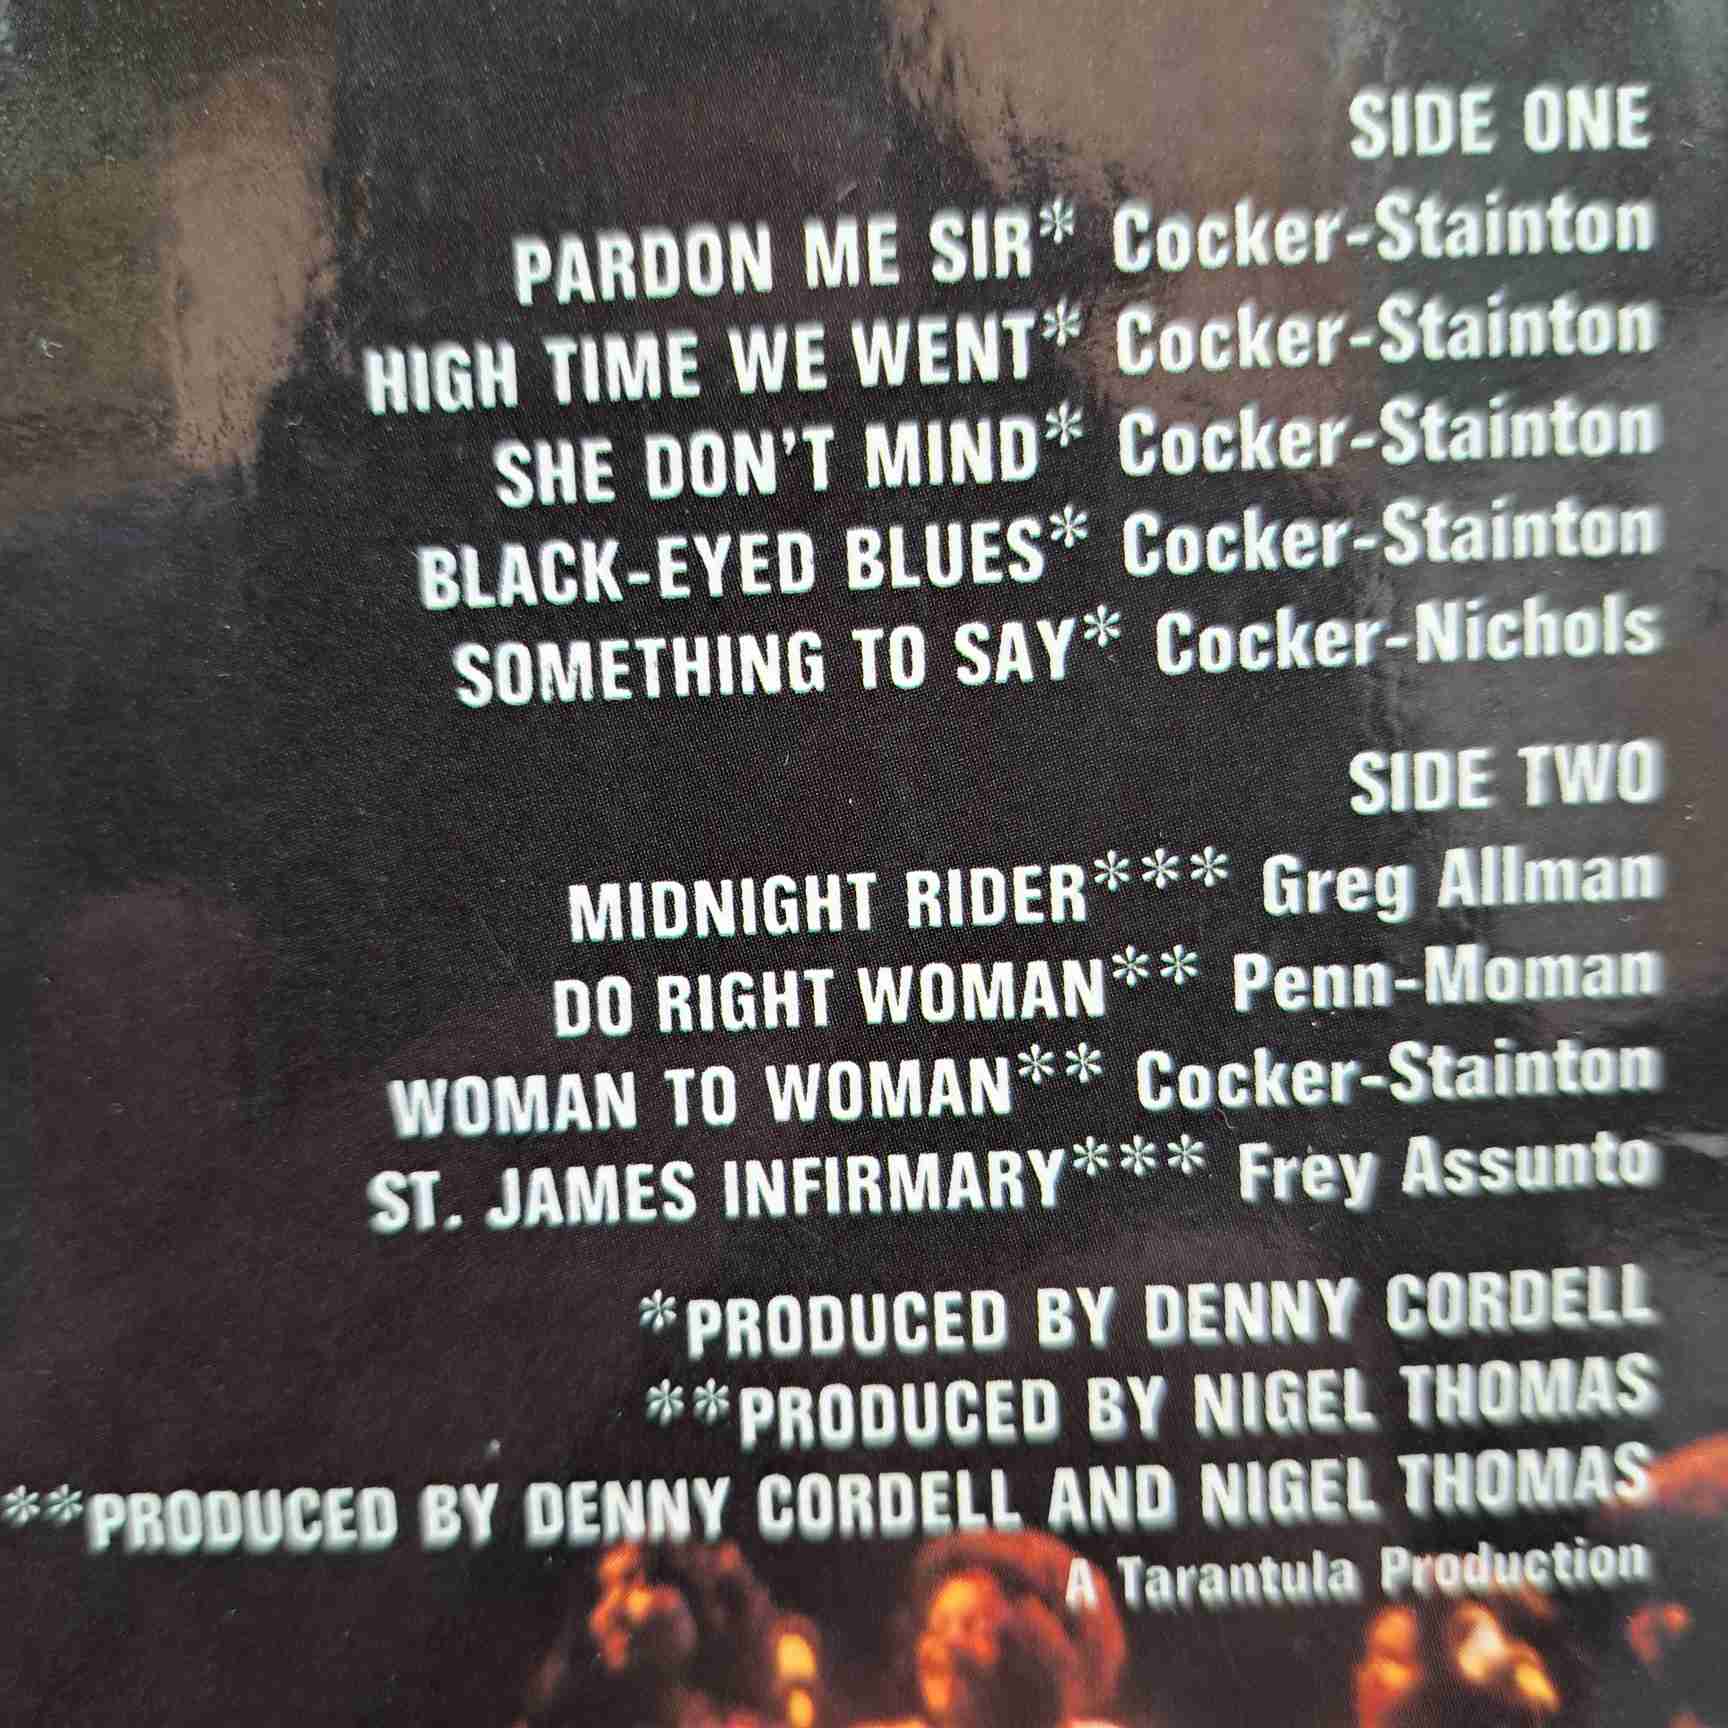 SIDE ONE
PARDON ME SIR* Cocker-Stainton
HIGH TIME WE WENT* Cocker-Stainton
SHE DON'T MIND* Cocker-Stainton
BLACK-EYED BLUES* Cocker-Stainton
SOMETHING TO SAY* Cocker-Nichols
SIDE TWO
MIDNIGHT RIDER*** Greg Allman
DO RIGHT WOMAN** Penn-Moman
WOMAN TO WOMAN** Cocker-Stainton
ST. JAMES INFIRMARY*** Frey Assunto
*PRODUCED BY DENNY CORDELL
**PRODUCED BY NIGEL THOMAS
**PRODUCED BY DENNY CORDELL AND NIGEL THOMAS
A Tarantula Production